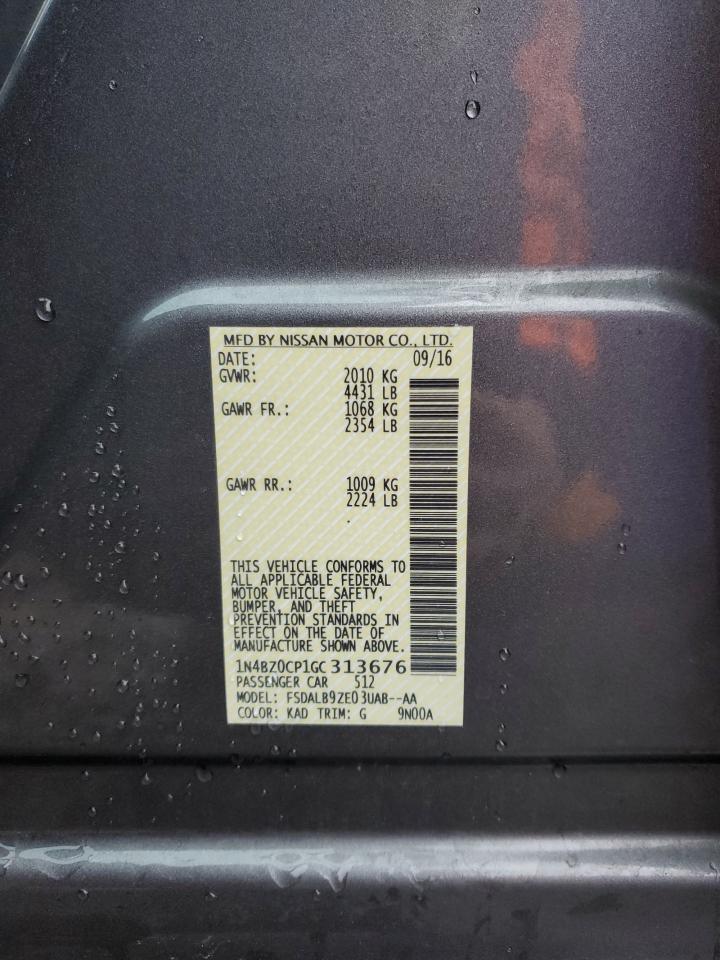 MFD BY NISSAN MOTOR CO., LTD.
DATE: 09/16
GVWR: 2010 KG
4431 LB
GAWR FR.: 1068 KG
2354 LB
GAWR RR.: 1009 KG
2224 LB
THIS VEHICLE CONFORMS TO
ALL APPLICABLE FEDERAL
MOTOR VEHICLE SAFETY,
BUMPER, AND THEFT
PREVENTION STANDARDS IN
EFFECT ON THE DATE OF
MANUFACTURE SHOWN ABOVE.
1N4BZ0CP1GC313676
PASSENGER CAR 512
MODEL: FSDALB9ZE03UAB--AA
COLOR: KAD TRIM: G 9N00A